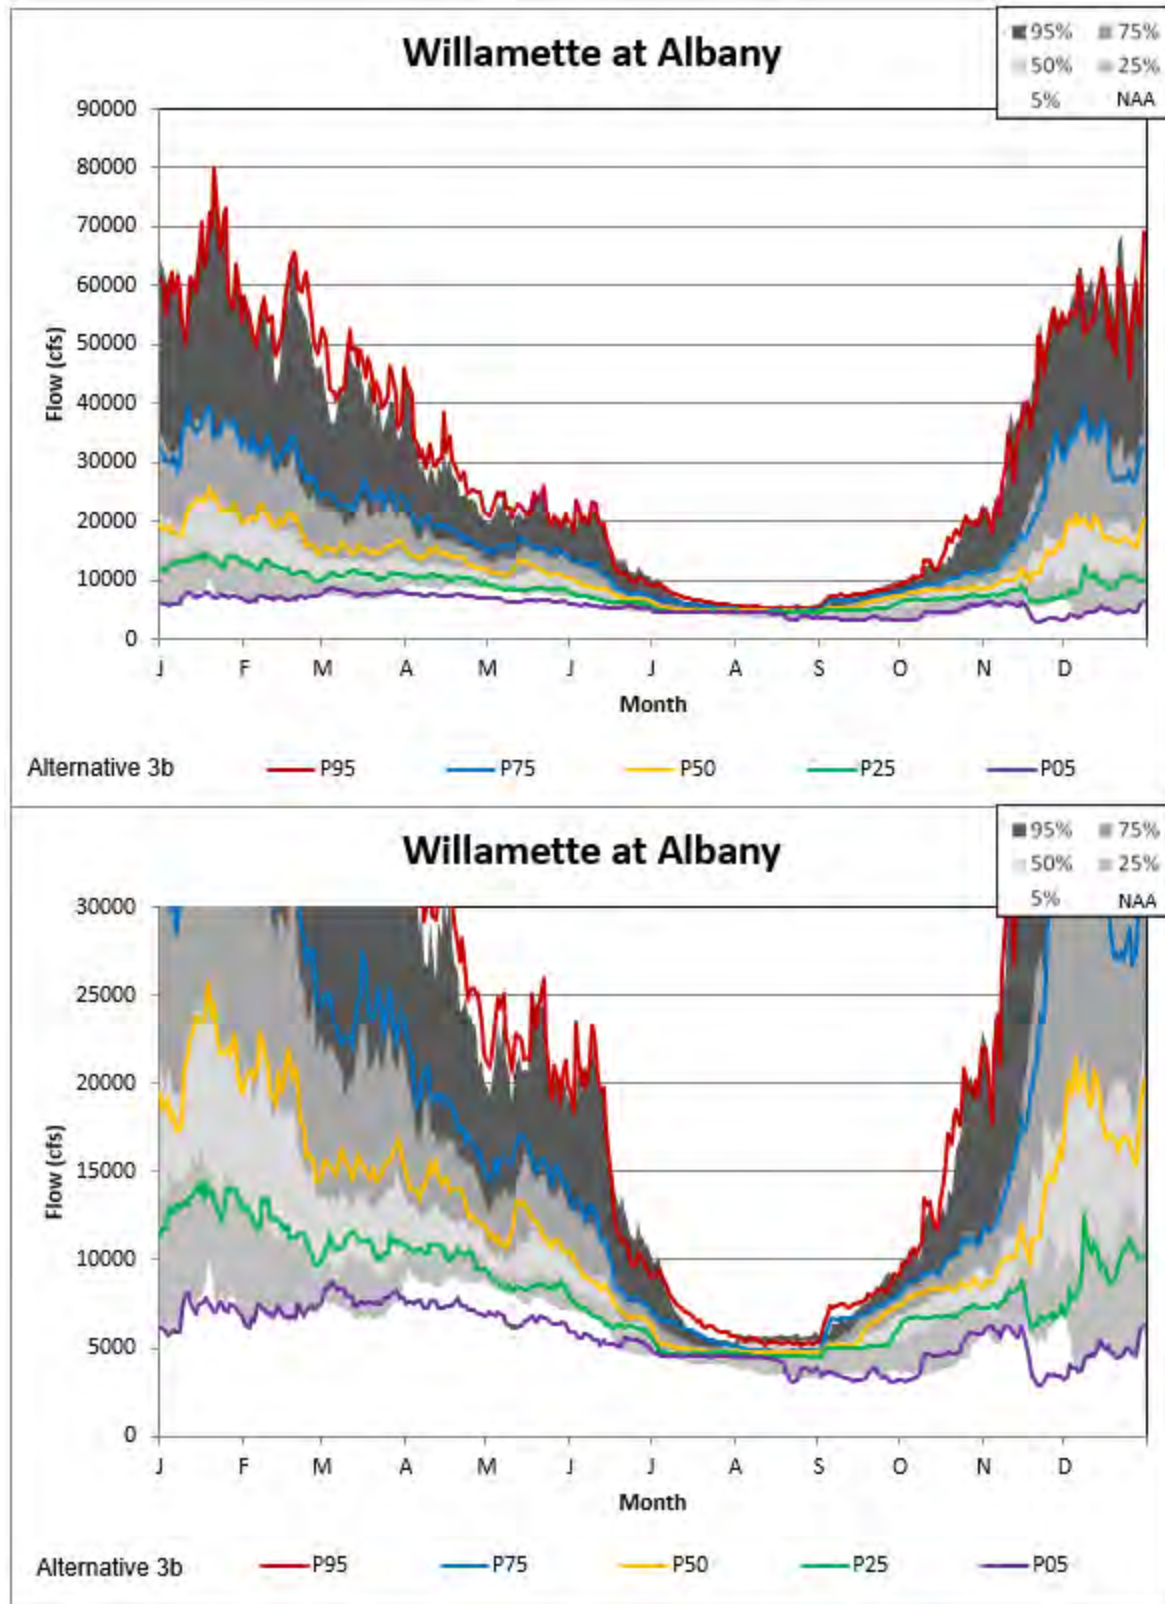 Willamette at Albany
95% 75%
50% 25%
5% NAA
90000
80000
70000
60000
50000
40000
30000
20000
10000
0
Flow (cfs)
J F M A M J J A S O N D
Month
Alternative 3b P95 P75 P50 P25 P05
Willamette at Albany
95% 75%
50% 25%
5% NAA
30000
25000
20000
15000
10000
5000
0
Flow (cfs)
J F M A M J J A S O N D
Month
Alternative 3b P95 P75 P50 P25 P05